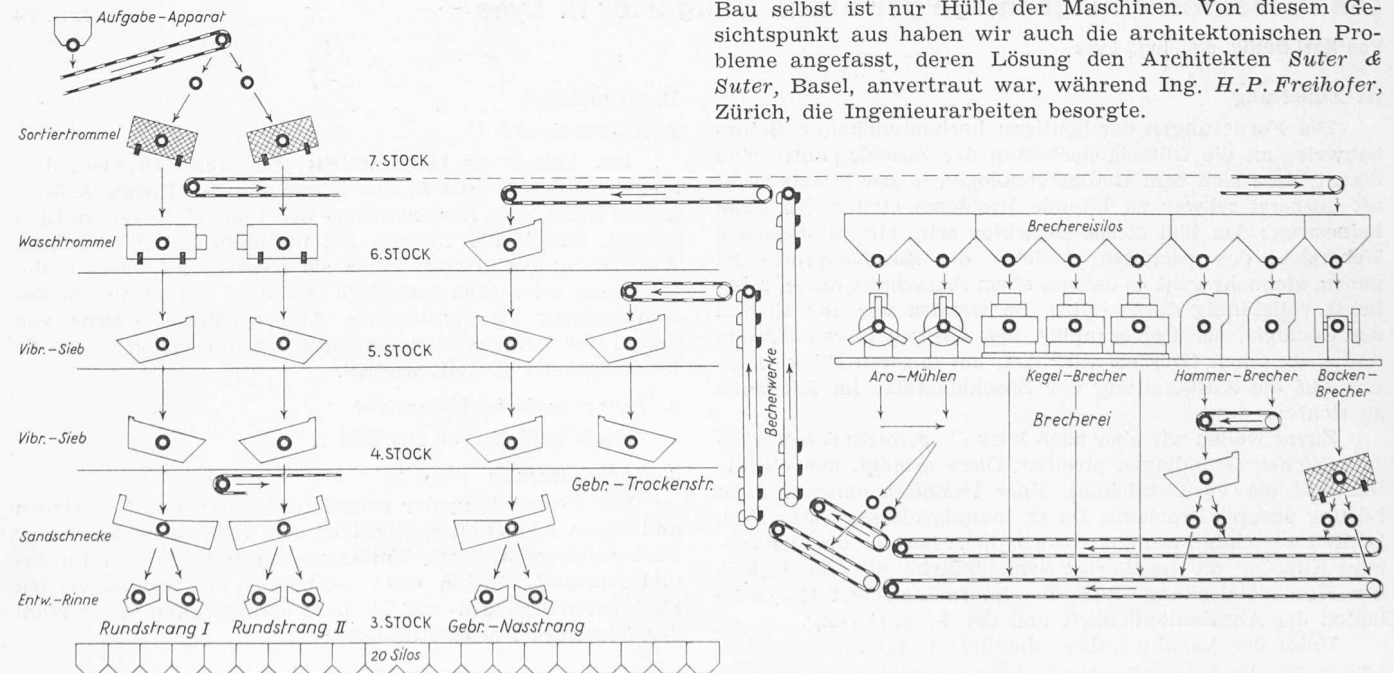 Bau selbst ist nur Hülle der Maschinen. Von diesem Ge-
sichtspunkt aus haben wir auch die architektonischen Pro-
bleme angefasst, deren Lösung den Architekten Suter &
Suter, Basel, anvertraut war, während Ing. H. P. Freihofer,
Zürich, die Ingenieurarbeiten besorgte.
Aufgabe-Apparat
Sortiertrommel
7. STOCK
Waschtrommel
6. STOCK
Brechereisilos
Vibr.-Sieb
5. STOCK
Becherwerke
Aro-Mühlen
Kegel-Brecher
Hammer-Brecher
Backen-
Brecher
Brecherei
Vibr.-Sieb
4. STOCK
Gebr.-Trockenstr.
Sandschnecke
Entw.-Rinne
Rundstrang I
Rundstrang II
3. STOCK
Gebr.-Nasstrang
20 Silos